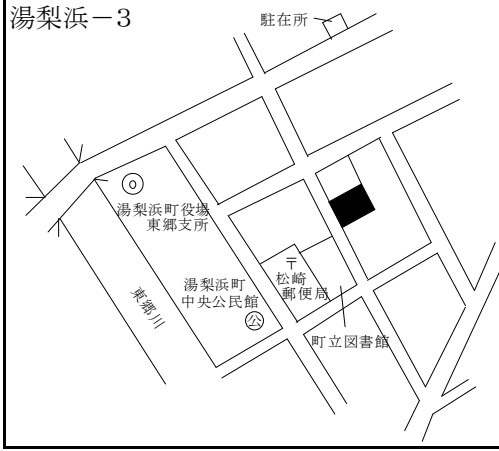 湯梨浜－3
駐在所
湯梨浜町役場
東郷支所
〒
松崎
郵便局
湯梨浜町
中央公民館
公
東郷川
町立図書館